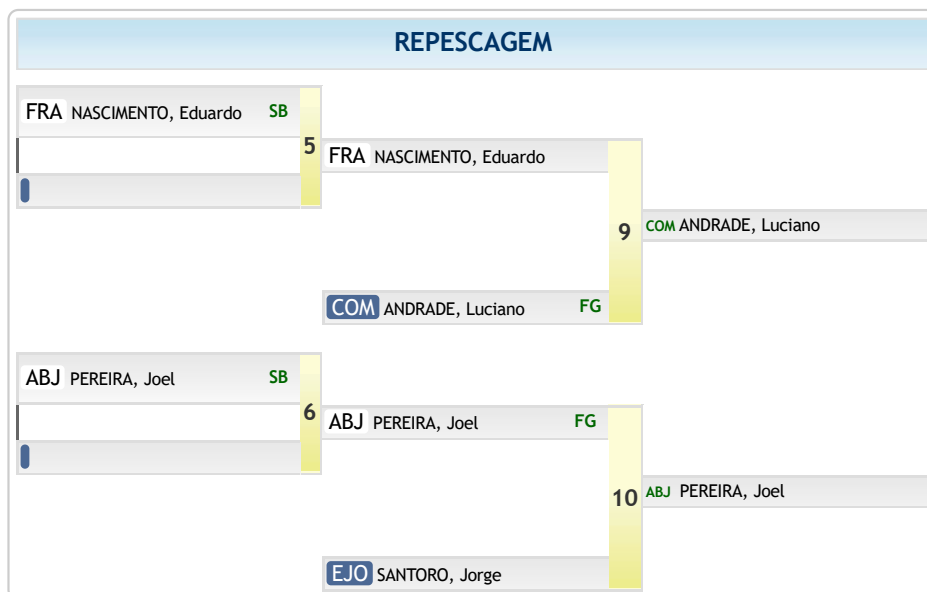 REPESCAGEM
FRA NASCIMENTO, Eduardo SB
5
FRA NASCIMENTO, Eduardo
9
COM ANDRADE, Luciano
COM ANDRADE, Luciano FG
ABJ PEREIRA, Joel SB
6
ABJ PEREIRA, Joel FG
10
ABJ PEREIRA, Joel
EJO SANTORO, Jorge